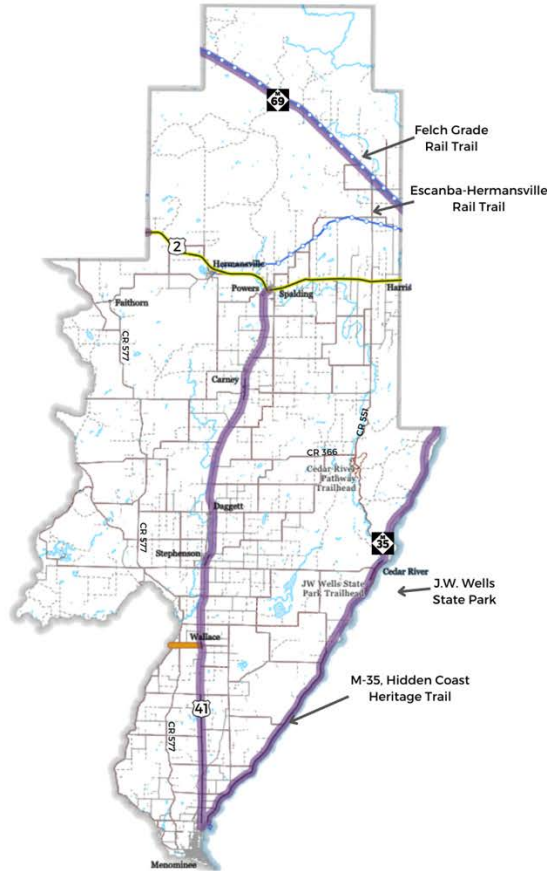 M
69
Felch Grade
Rail Trail
Escanba-Hermansville
Rail Trail
2
Hermansville
Powers
Spalding
Harris
Faithorn
CR 577
Carney
CR 551
CR 366
Cedar River
Pathway
Trailhead
Daggett
CR 577
M
35
Stephenson
Cedar River
JW Wells State
Park Trailhead
J.W. Wells
State Park
Wallace
M-35, Hidden Coast
Heritage Trail
41
CR 577
Menominee